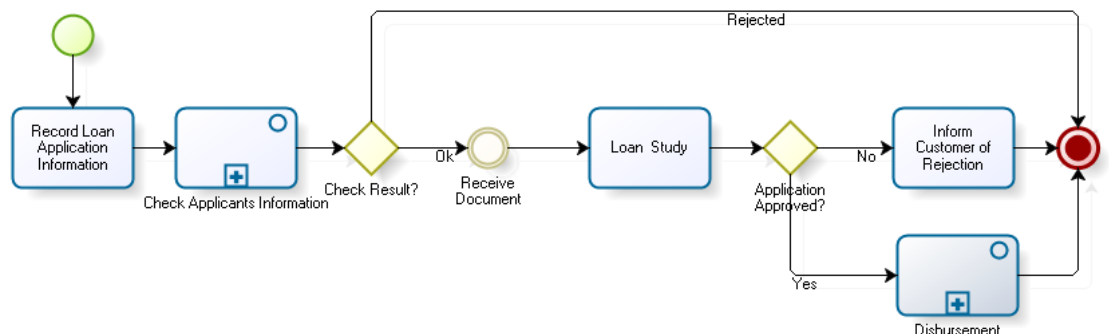 Rejected
Record Loan
Application
Information
Check Applicants Information
Check Result?
Ok
Receive
Document
Loan Study
Application
Approved?
No
Inform
Customer of
Rejection
Yes
Disbursement